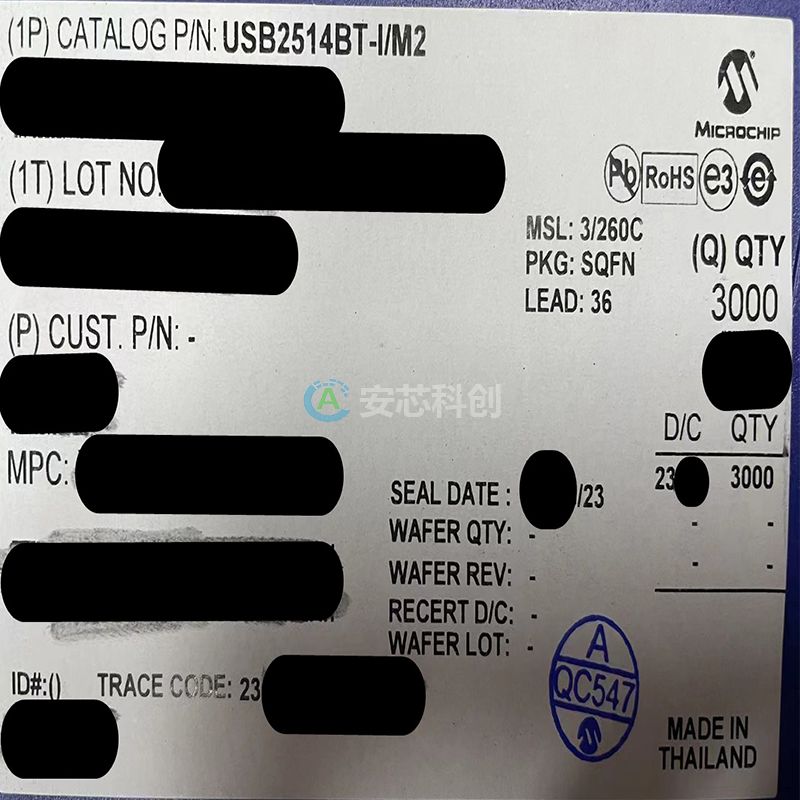 (1P) CATALOG P/N: USB2514BT-I/M2
MICROCHIP
(1T) LOT NO.
Pb RoHS e3 e
MSL: 3/260C
PKG: SQFN
LEAD: 36
(Q) QTY
3000
(P) CUST. P/N: -
安芯科创
D/C QTY
23 3000
- -
- -
MPC:
SEAL DATE : /23
WAFER QTY: -
WAFER REV: -
RECERT D/C: -
WAFER LOT: -
A
QC547
ID#:() TRACE CODE: 23
MADE IN
THAILAND